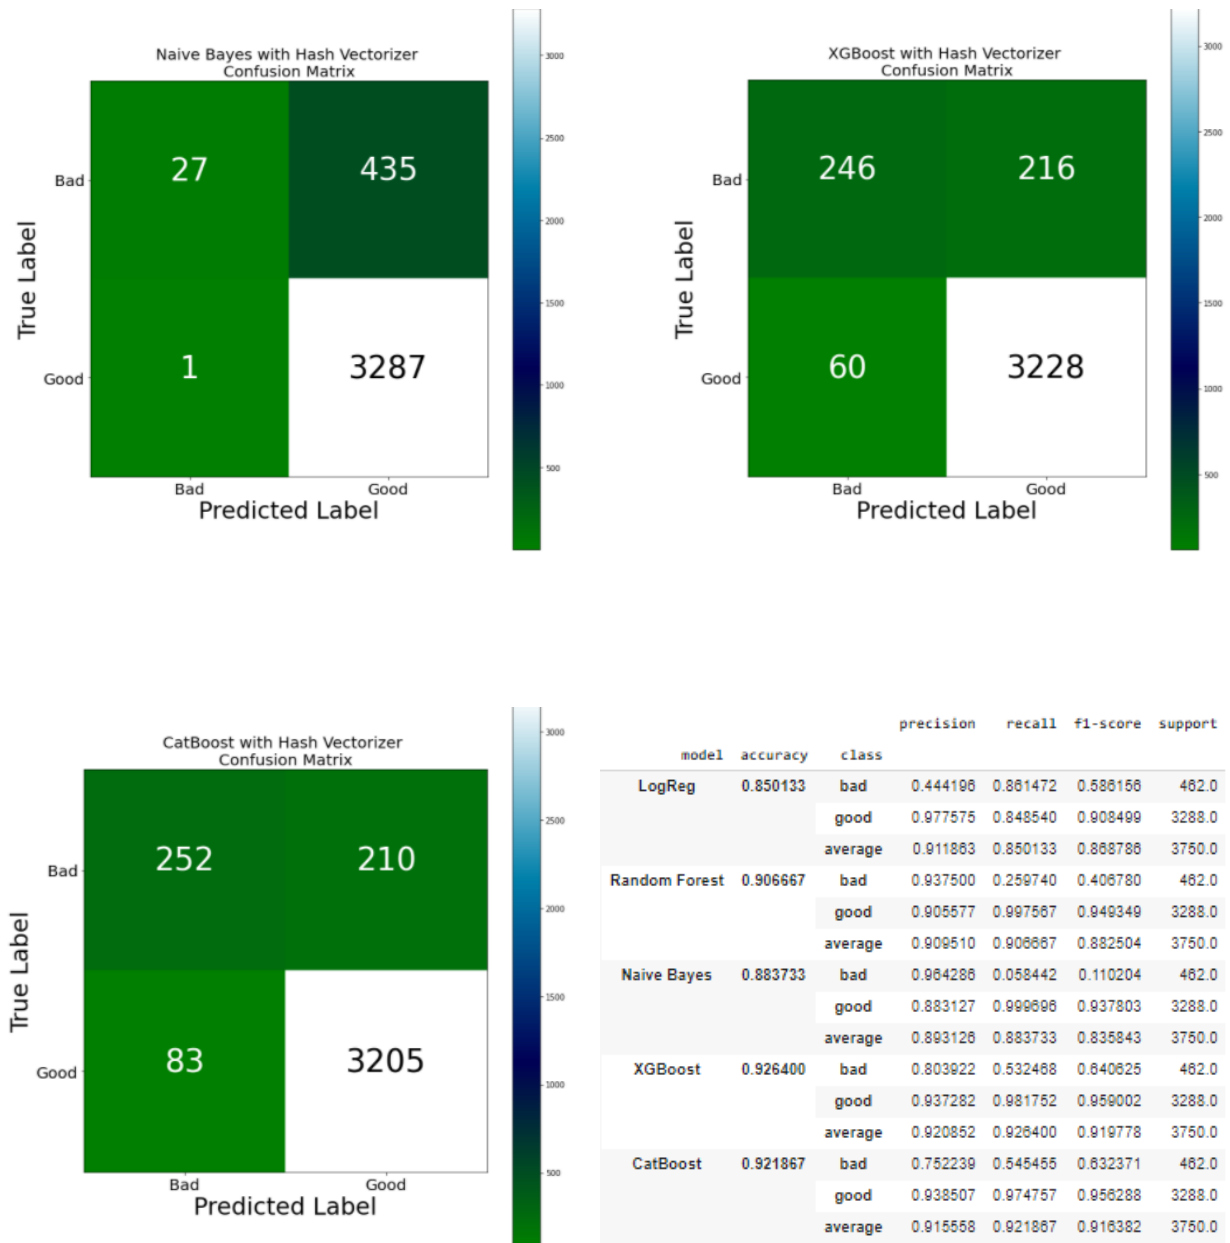 Naive Bayes with Hash Vectorizer
Confusion Matrix
3000
2500
2000
1500
1000
500
27 435
1 3287
Bad
Good
True Label
Bad Good
Predicted Label
XGBoost with Hash Vectorizer
Confusion Matrix
3000
2500
2000
1500
1000
500
246 216
60 3228
Bad
Good
True Label
Bad Good
Predicted Label
CatBoost with Hash Vectorizer
Confusion Matrix
3000
2500
2000
1500
1000
500
252 210
83 3205
Bad
Good
True Label
Bad Good
Predicted Label
precision recall f1-score support
model accuracy class
LogReg 0.850133 bad 0.444196 0.861472 0.586156 462.0
good 0.977575 0.848540 0.908499 3288.0
average 0.911863 0.850133 0.868786 3750.0
Random Forest 0.906667 bad 0.937500 0.259740 0.406780 462.0
good 0.905577 0.997567 0.949349 3288.0
average 0.909510 0.906667 0.882504 3750.0
Naive Bayes 0.883733 bad 0.964286 0.058442 0.110204 462.0
good 0.883127 0.999696 0.937803 3288.0
average 0.893126 0.883733 0.835843 3750.0
XGBoost 0.926400 bad 0.803922 0.532468 0.640625 462.0
good 0.937282 0.981752 0.959002 3288.0
average 0.920852 0.926400 0.919778 3750.0
CatBoost 0.921867 bad 0.752239 0.545455 0.632371 462.0
good 0.938507 0.974757 0.956288 3288.0
average 0.915558 0.921867 0.916382 3750.0